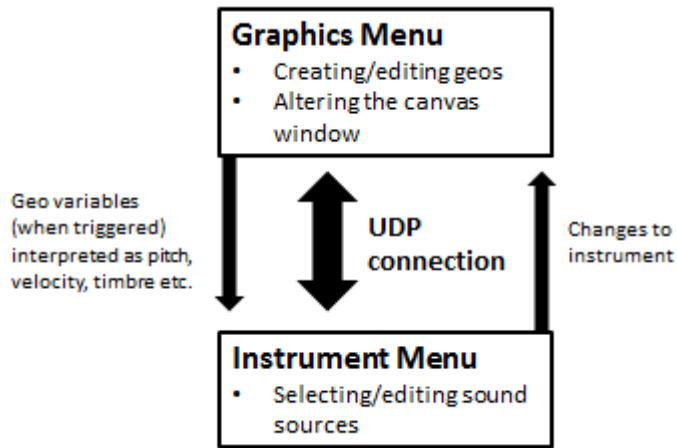 Graphics Menu
• Creating/editing geos
• Altering the canvas
window
Geo variables
(when triggered)
interpreted as pitch,
velocity, timbre etc.
UDP
connection
Changes to
instrument
Instrument Menu
• Selecting/editing sound
sources